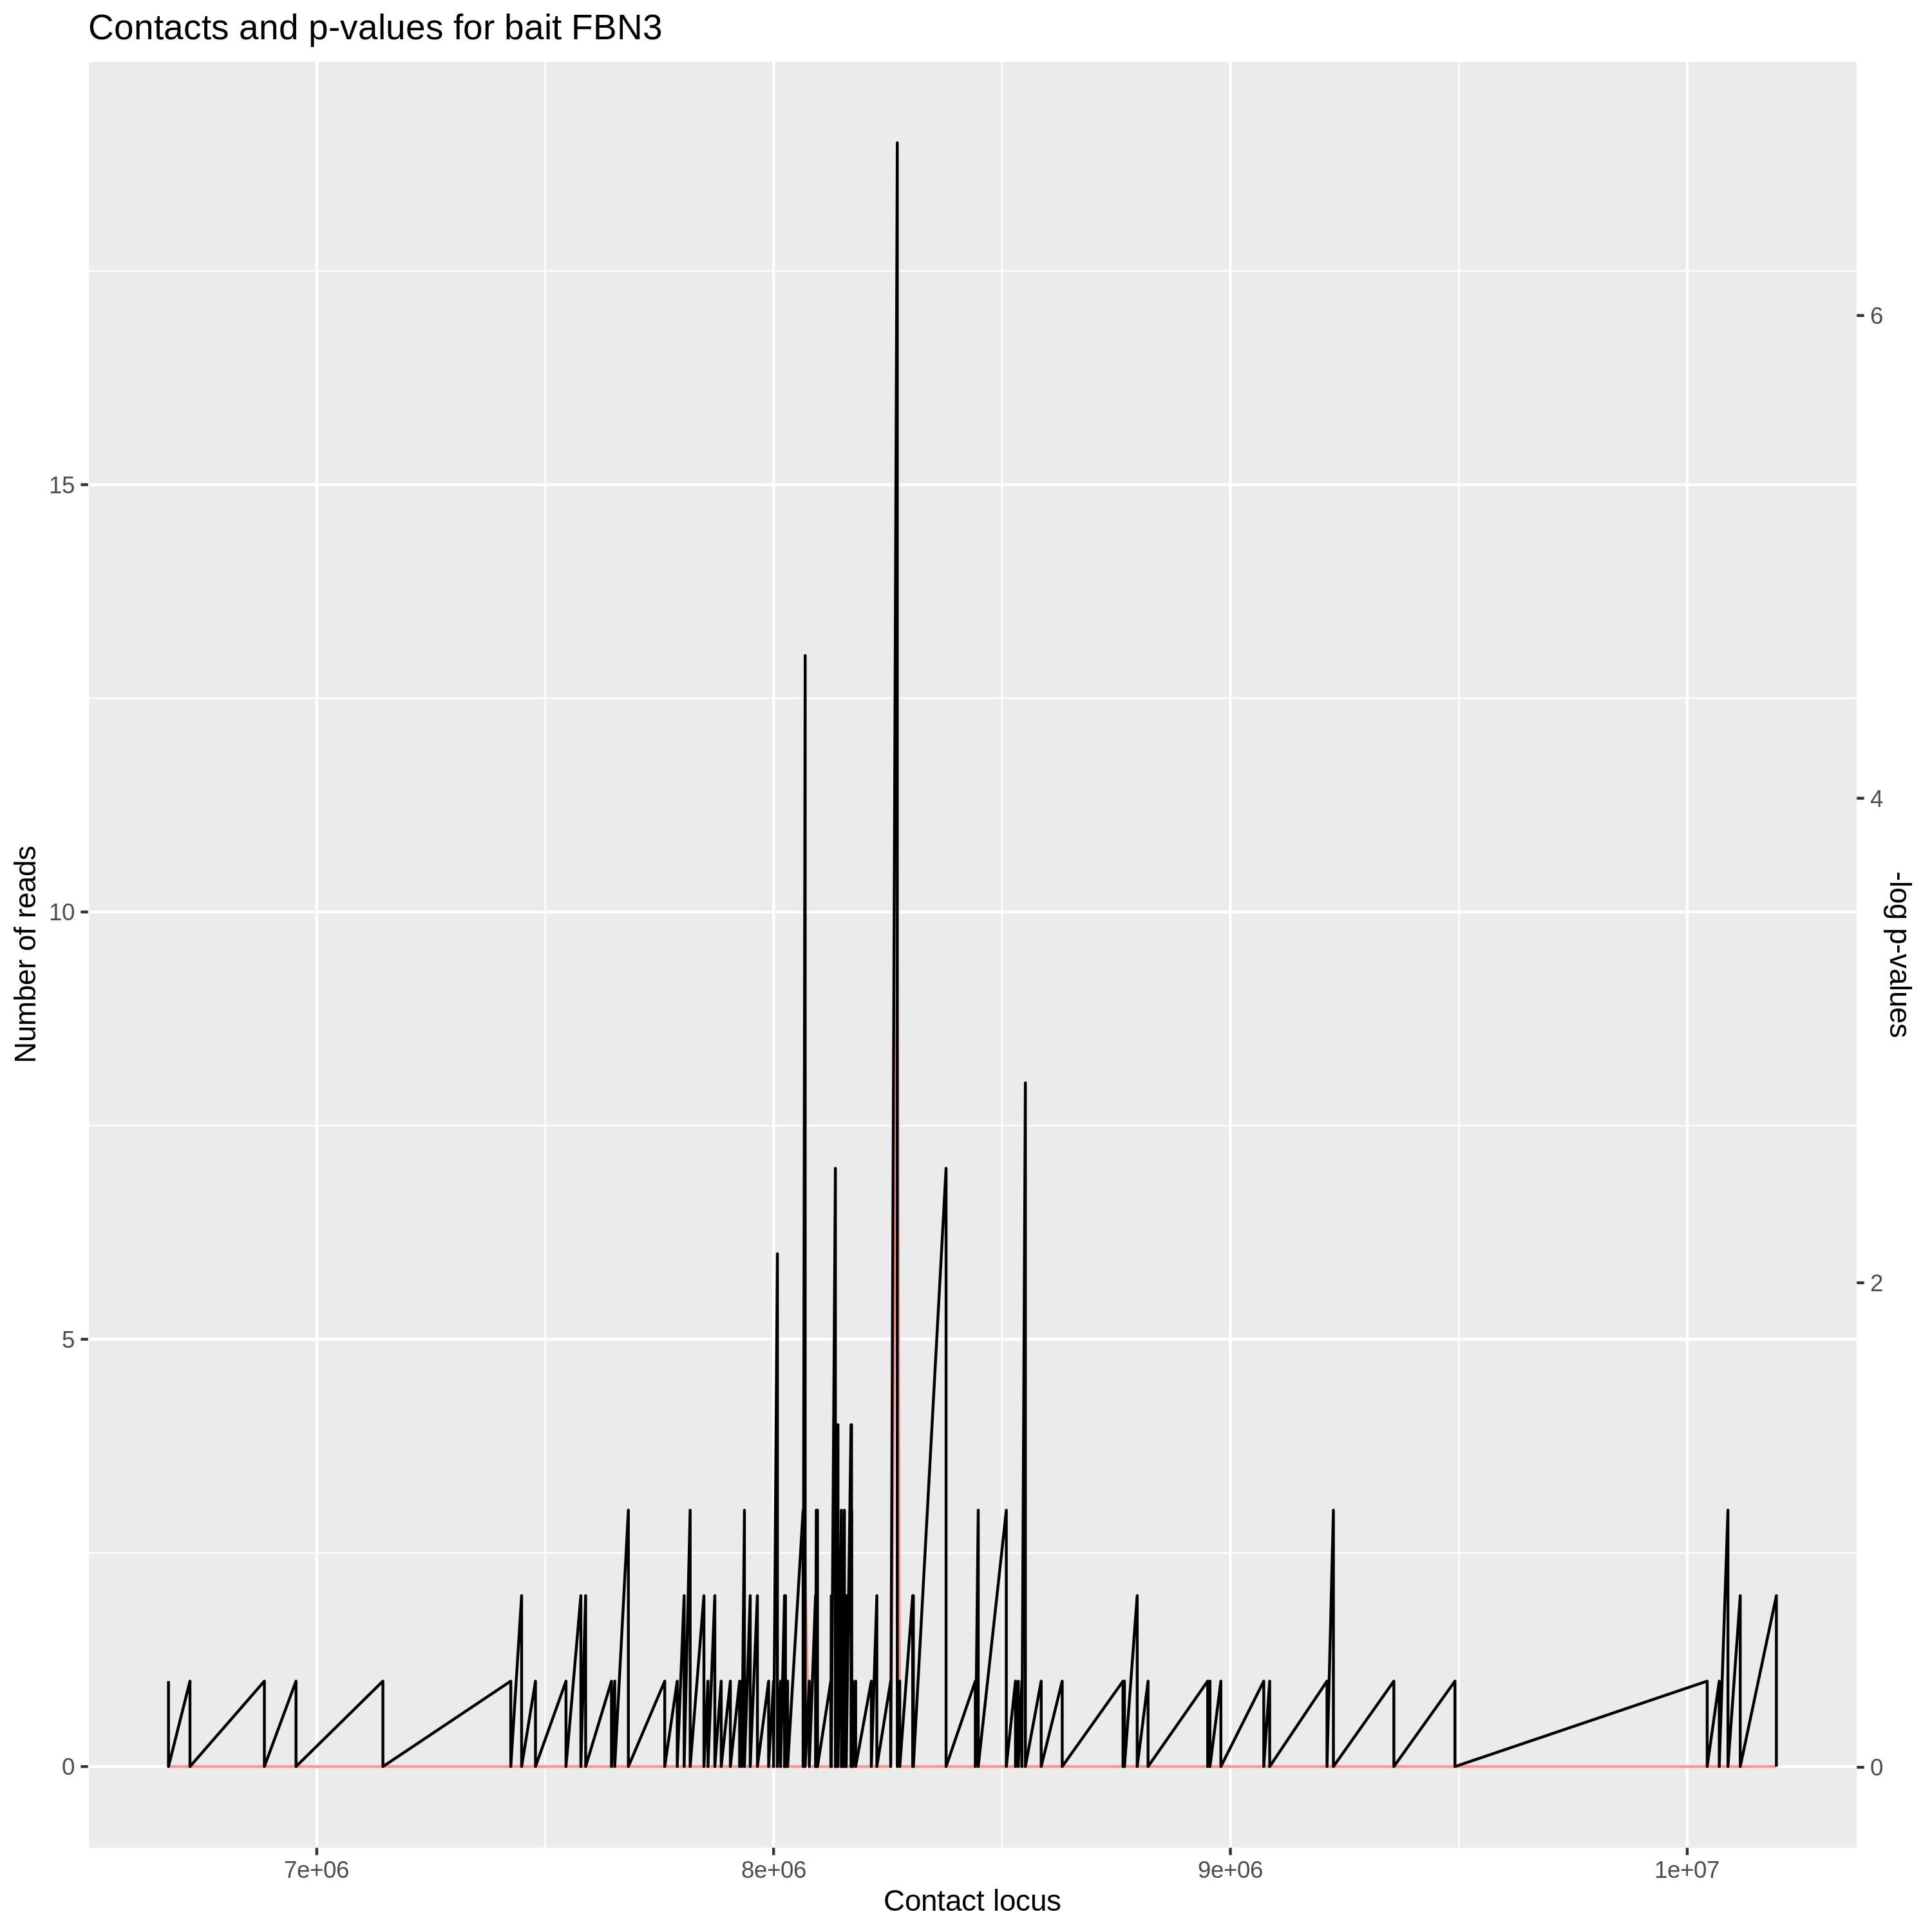 Contacts and p-values for bait FBN3
15
10
5
0
Number of reads
6
4
2
0
-log p-values
7e+06
8e+06
9e+06
1e+07
Contact locus